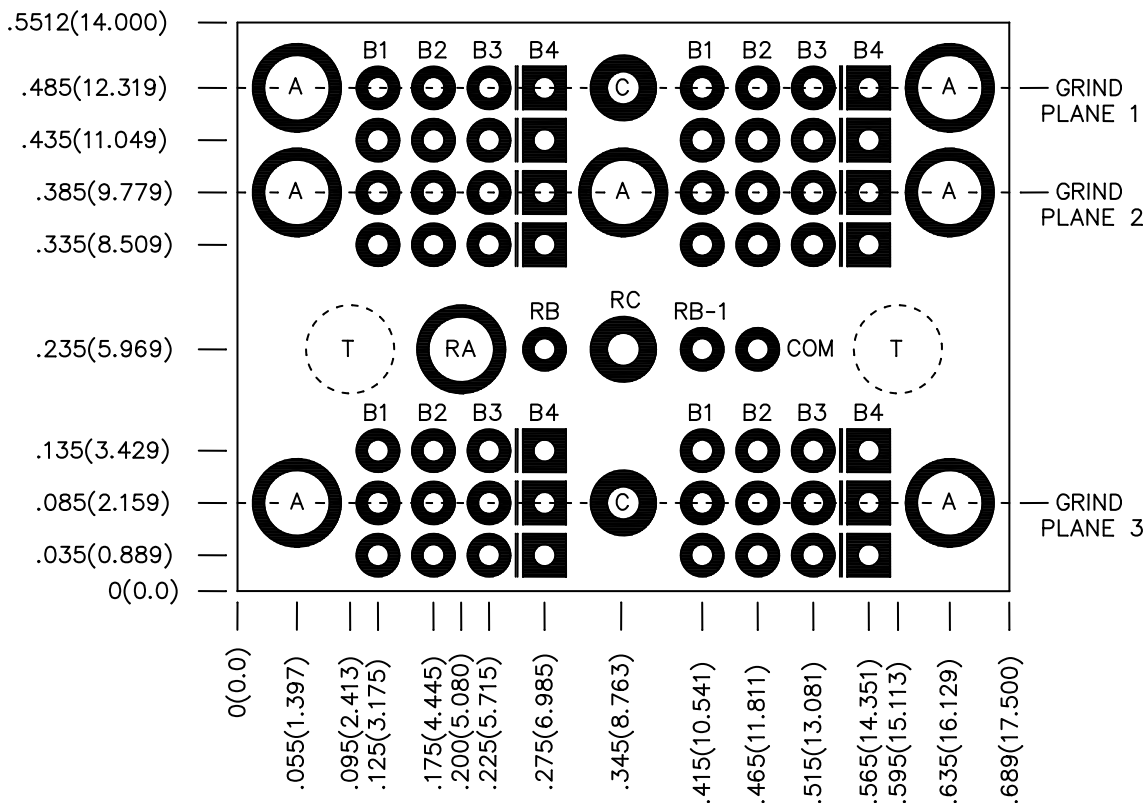 .5512(14.000)
B1 B2 B3 B4 B1 B2 B3 B4
.485(12.319) A C A GRIND
PLANE 1
.435(11.049)
.385(9.779) A A A GRIND
PLANE 2
.335(8.509)
RB RC RB-1
.235(5.969) T RA COM T
B1 B2 B3 B4 B1 B2 B3 B4
.135(3.429)
.085(2.159) A C A GRIND
PLANE 3
.035(0.889)
0(0.0)
0(0.0)
.055(1.397)
.095(2.413)
.125(3.175)
.175(4.445)
.200(5.080)
.225(5.715)
.275(6.985)
.345(8.763)
.415(10.541)
.465(11.811)
.515(13.081)
.565(14.351)
.595(15.113)
.635(16.129)
.689(17.500)